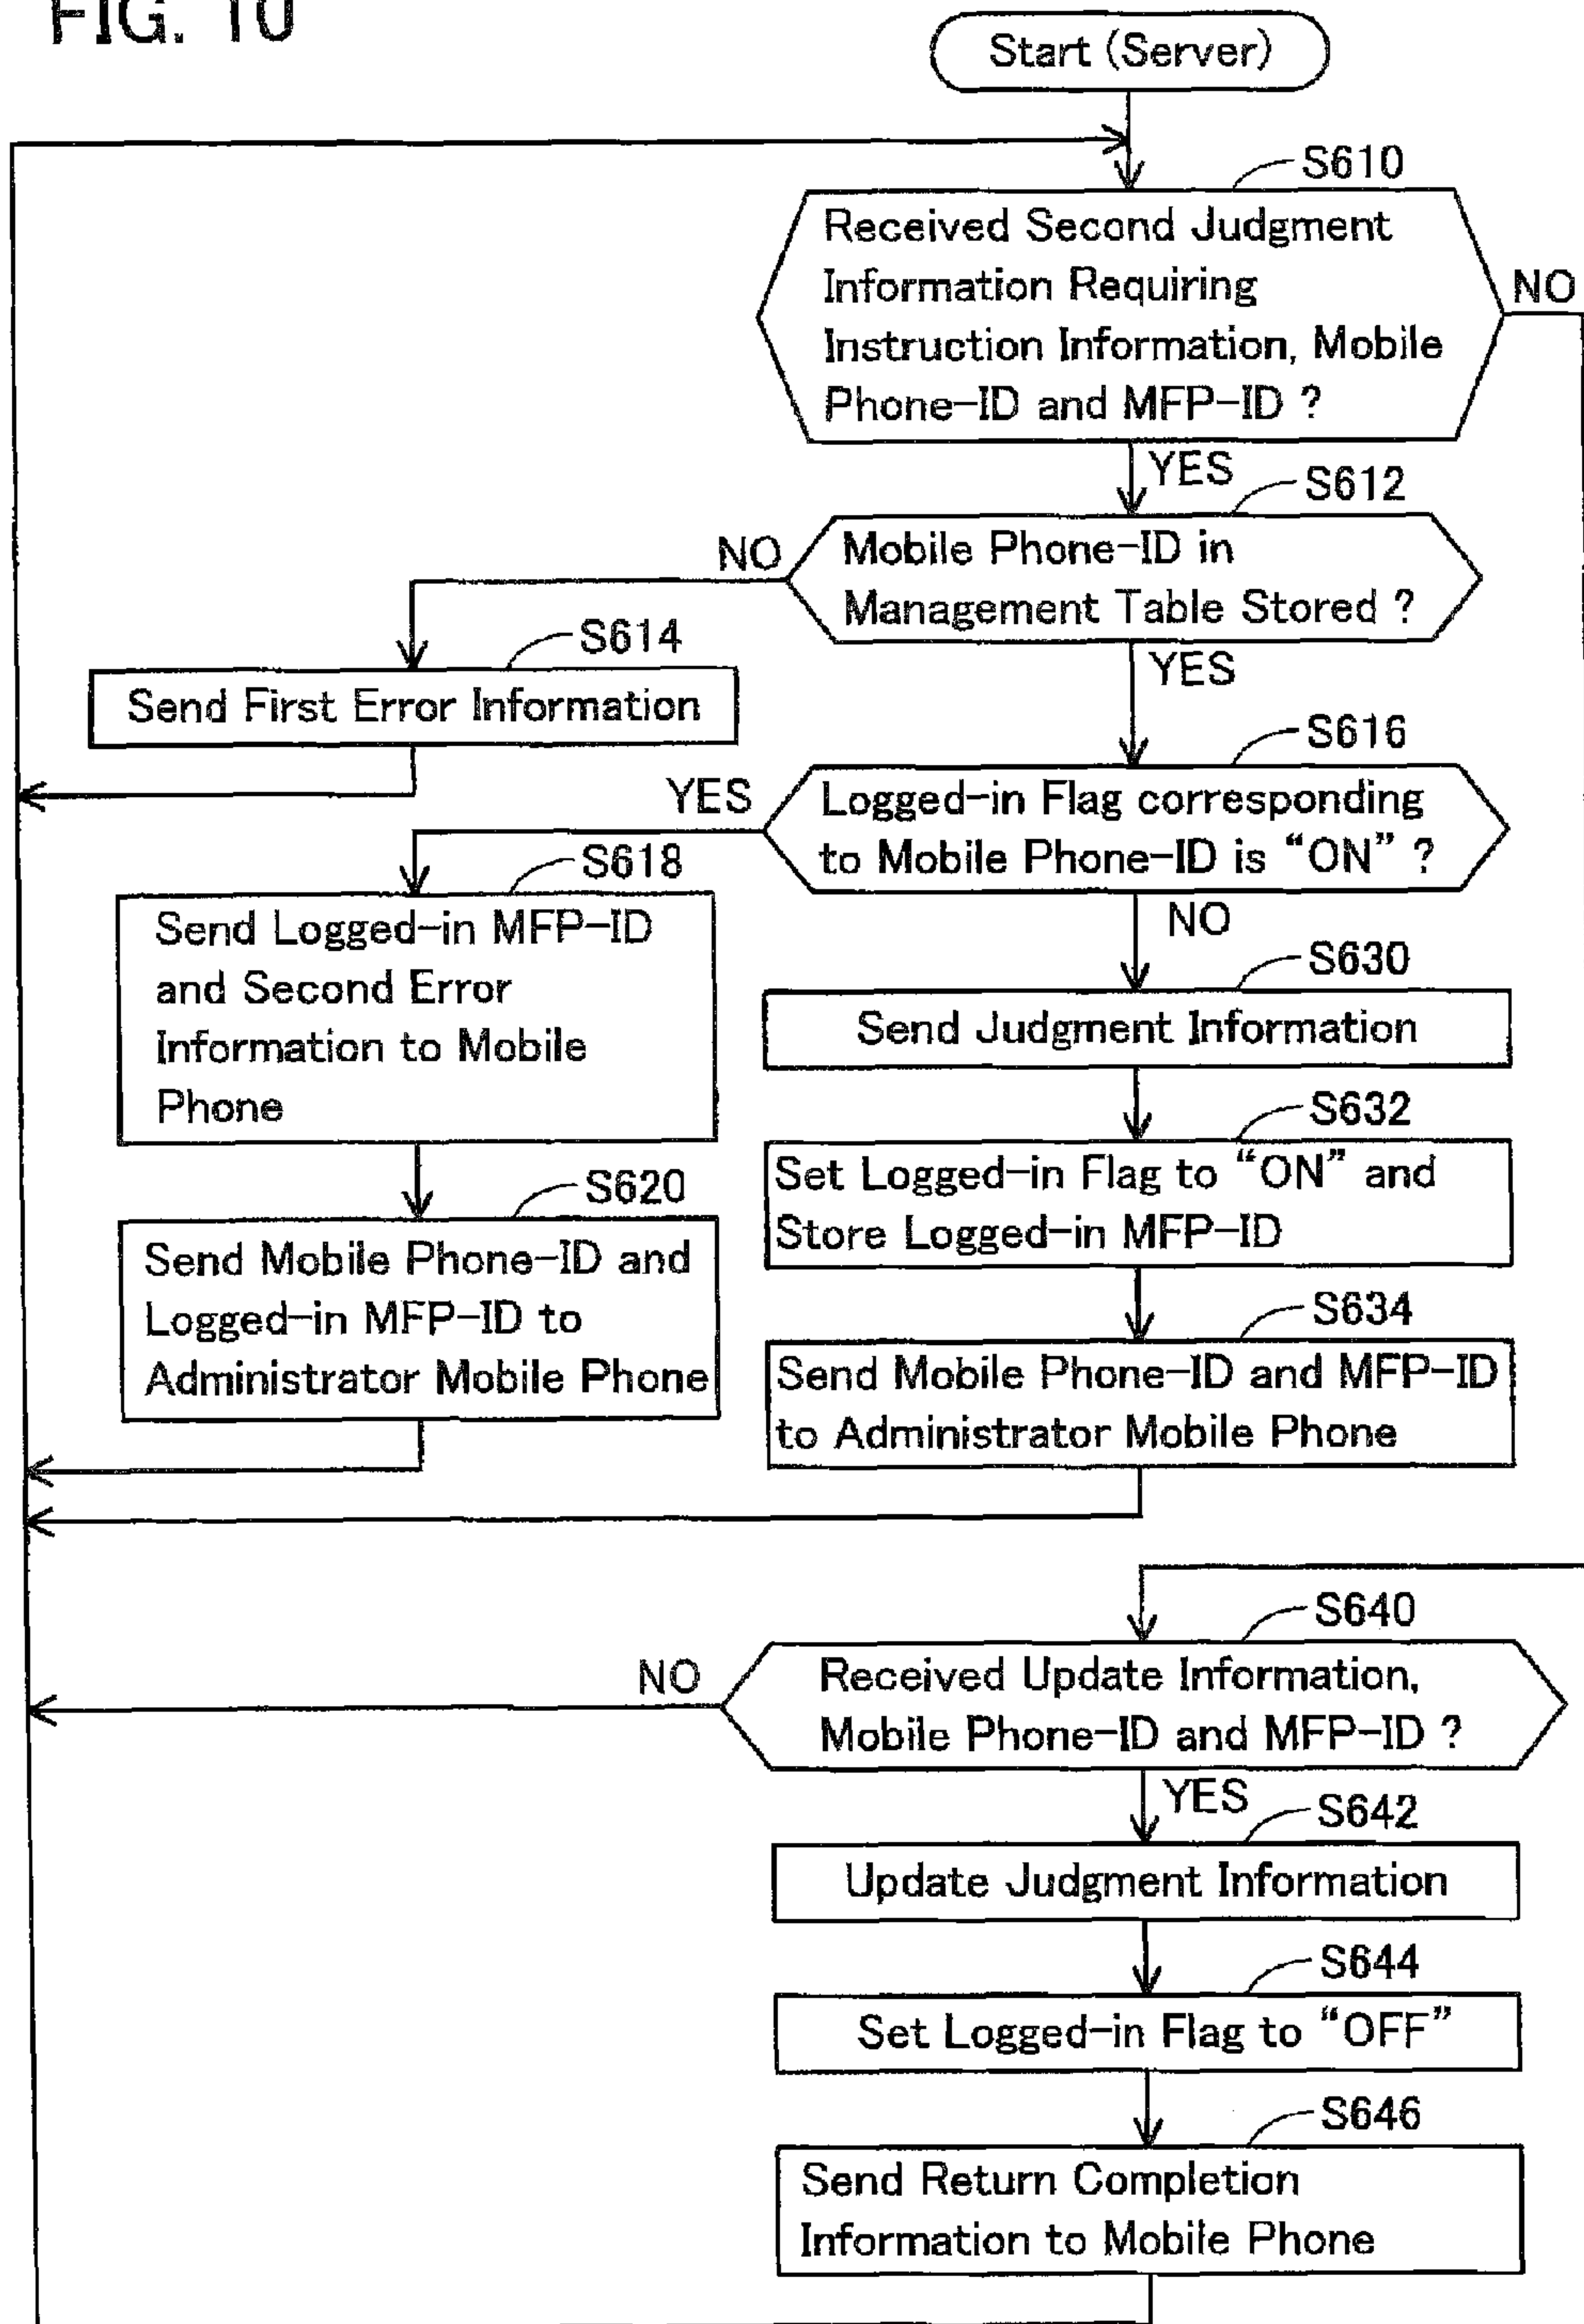 FIG. 10
Start (Server)
S610
Received Second Judgment
Information Requiring
Instruction Information, Mobile
Phone-ID and MFP-ID ?
NO
YES
S612
NO
Mobile Phone-ID in
Management Table Stored ?
S614
YES
Send First Error Information
S616
YES
Logged-in Flag corresponding
to Mobile Phone-ID is “ON” ?
S618
NO
Send Logged-in MFP-ID
and Second Error
Information to Mobile
Phone
S630
Send Judgment Information
S632
Set Logged-in Flag to “ON” and
Store Logged-in MFP-ID
S620
Send Mobile Phone-ID and
Logged-in MFP-ID to
Administrator Mobile Phone
S634
Send Mobile Phone-ID and MFP-ID
to Administrator Mobile Phone
S640
NO
Received Update Information,
Mobile Phone-ID and MFP-ID ?
YES
S642
Update Judgment Information
S644
Set Logged-in Flag to “OFF”
S646
Send Return Completion
Information to Mobile Phone